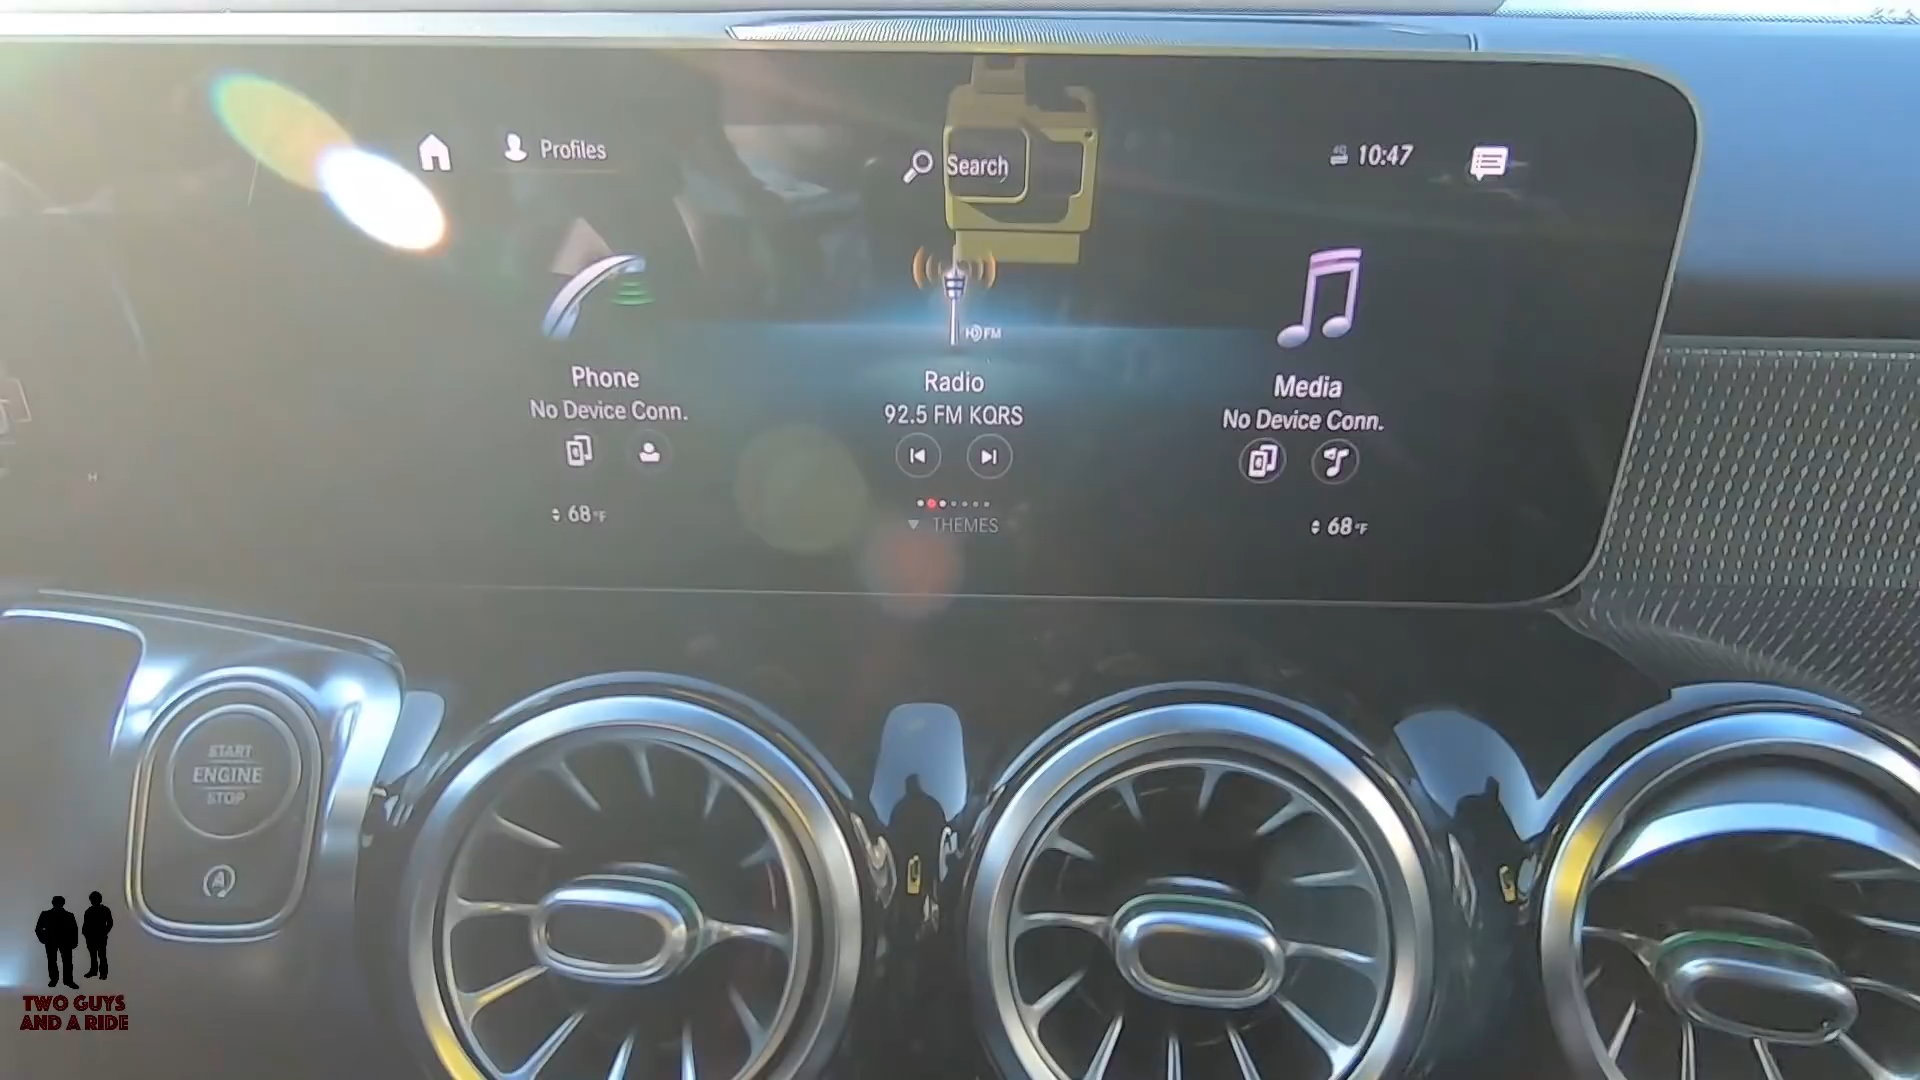 Profiles
Search
4G
10:47
HD FM
Phone
No Device Conn.
Radio
92.5 FM KQRS
Media
No Device Conn.
68°F
THEMES
68°F
H
START
ENGINE
STOP
A
TWO GUYS
AND A RIDE